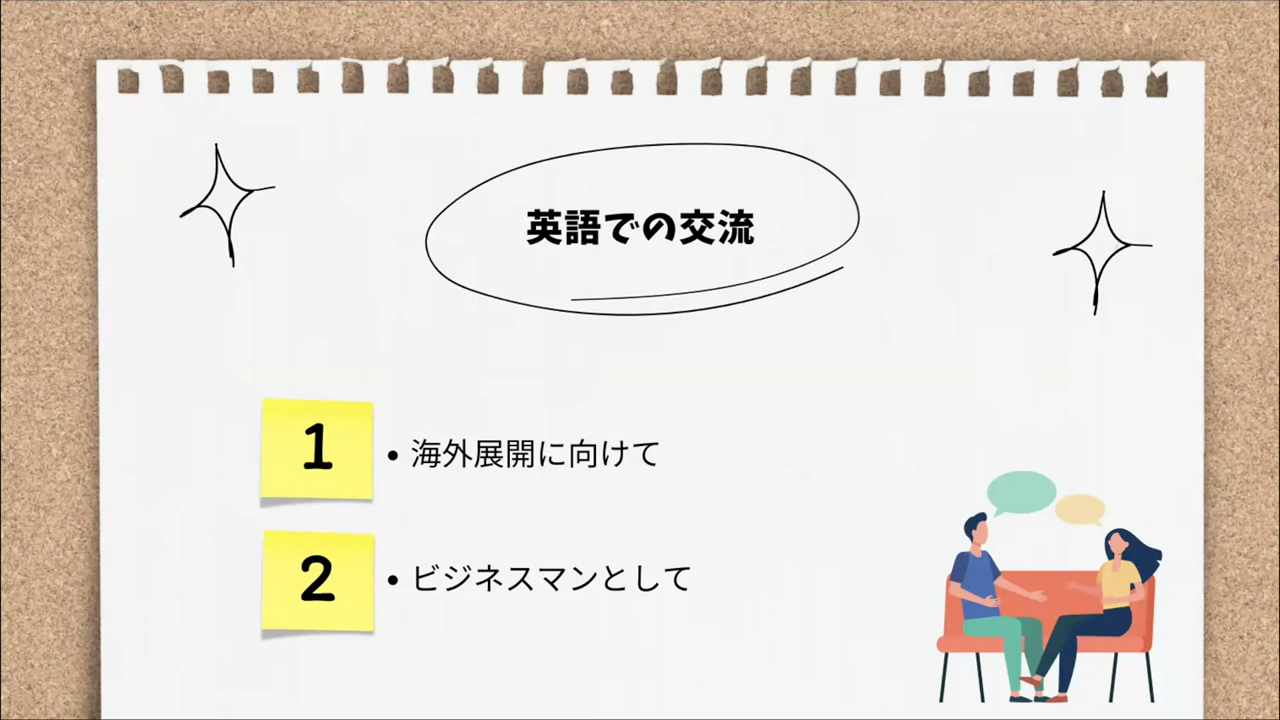 英語での交流
1
• 海外展開に向けて
2
• ビジネスマンとして